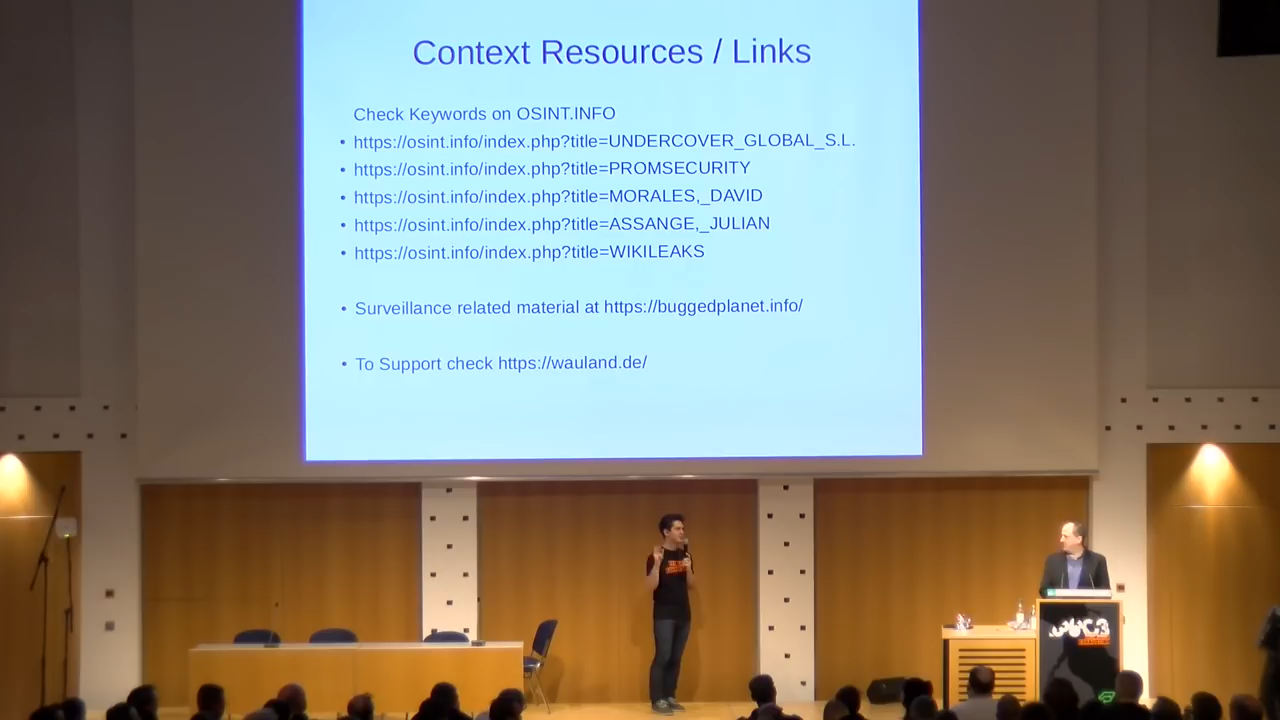 Context Resources / Links
Check Keywords on OSINT.INFO
• https://osint.info/index.php?title=UNDERCOVER_GLOBAL_S.L.
• https://osint.info/index.php?title=PROMSECURITY
• https://osint.info/index.php?title=MORALES,_DAVID
• https://osint.info/index.php?title=ASSANGE,_JULIAN
• https://osint.info/index.php?title=WIKILEAKS
• Surveillance related material at https://buggedplanet.info/
• To Support check https://wauland.de/